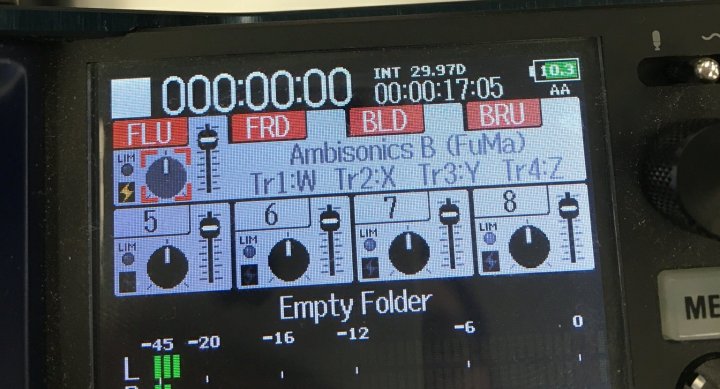 000:00:00 INT 29.97D 10.3
00:00:17:05 AA
FLU FRD BLD BRU
LIM Ambisonics B (FuMa)
Tr1:W Tr2:X Tr3:Y Tr4:Z
5 6 7 8
LIM LIM LIM LIM
Empty Folder
ME
-45 -20 -16 -12 -6 0
L